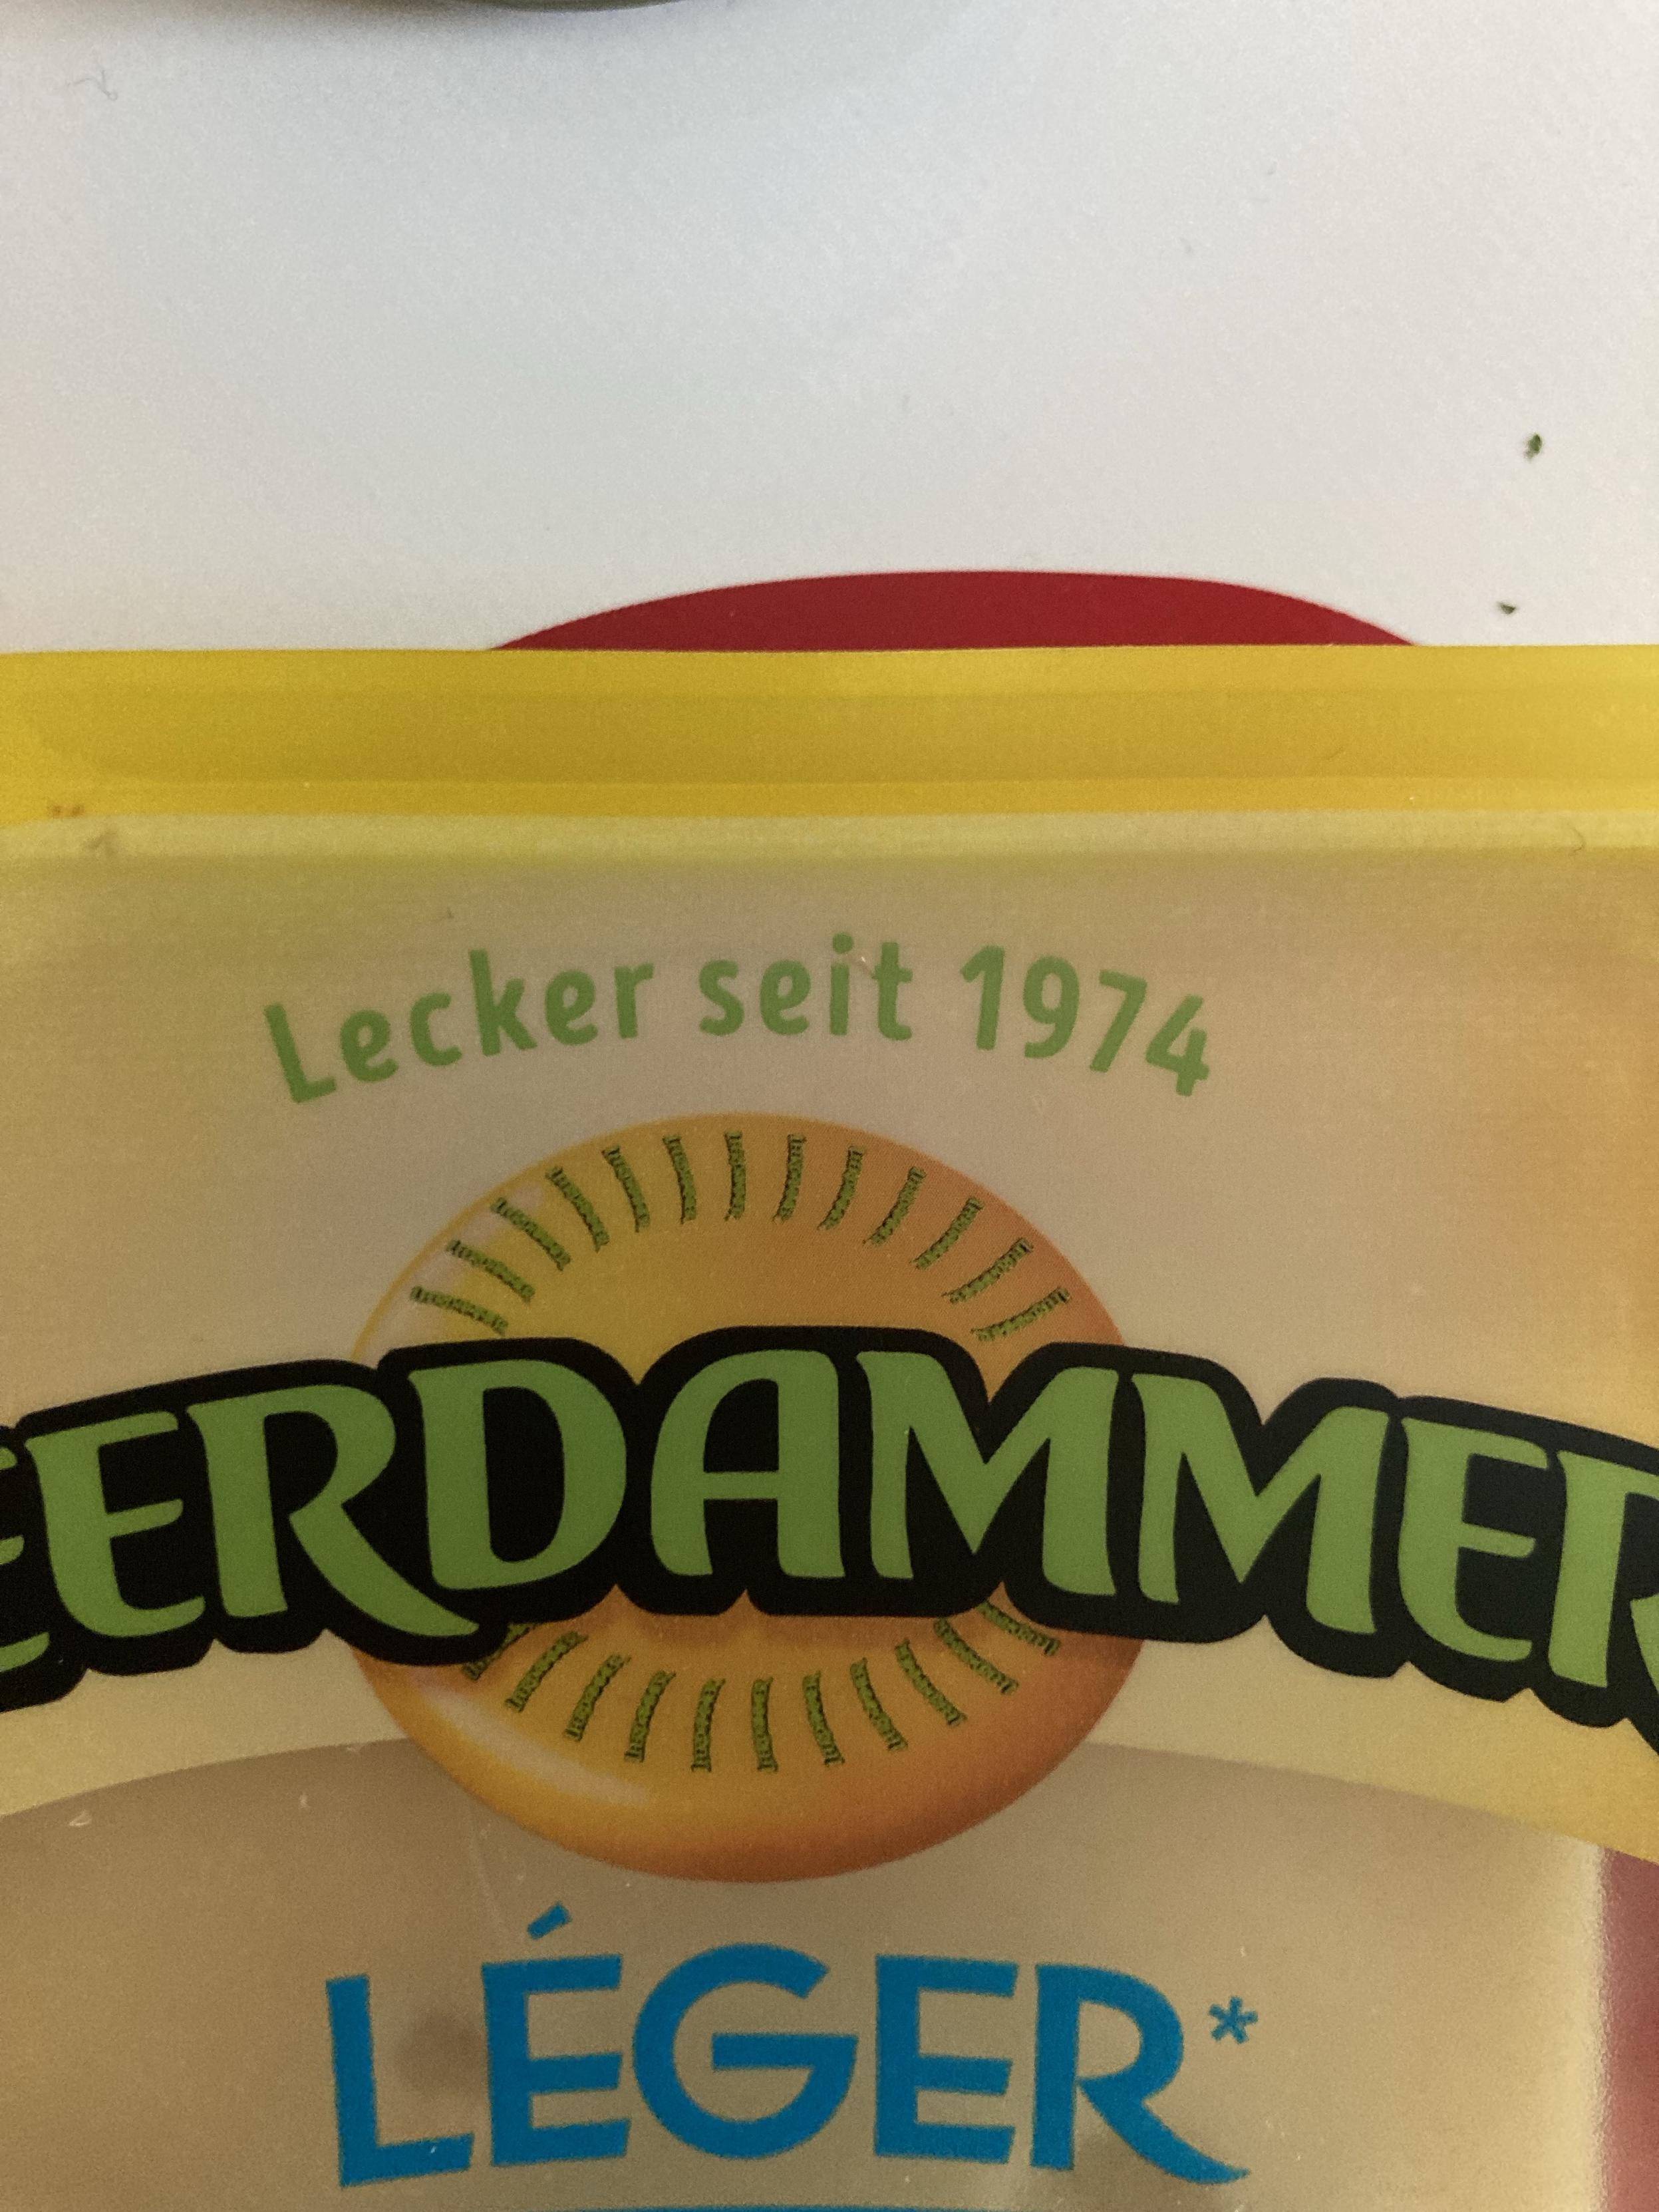 Lecker seit 1974
EERDAMMER
LÉGER*